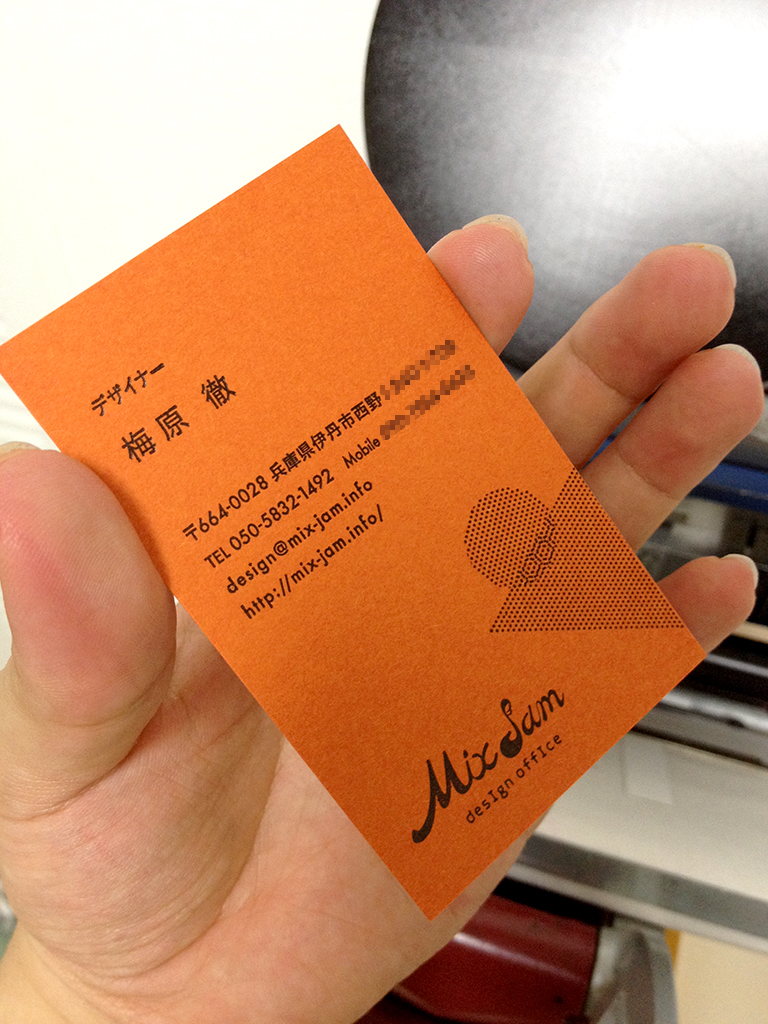 デザイナー
梅原 徹
〒664-0028 兵庫県伊丹市西野
TEL 050-5832-1492 Mobile
design@mix-jam.info
http://mix-jam.info/
Mix Jam
desIgn offIce